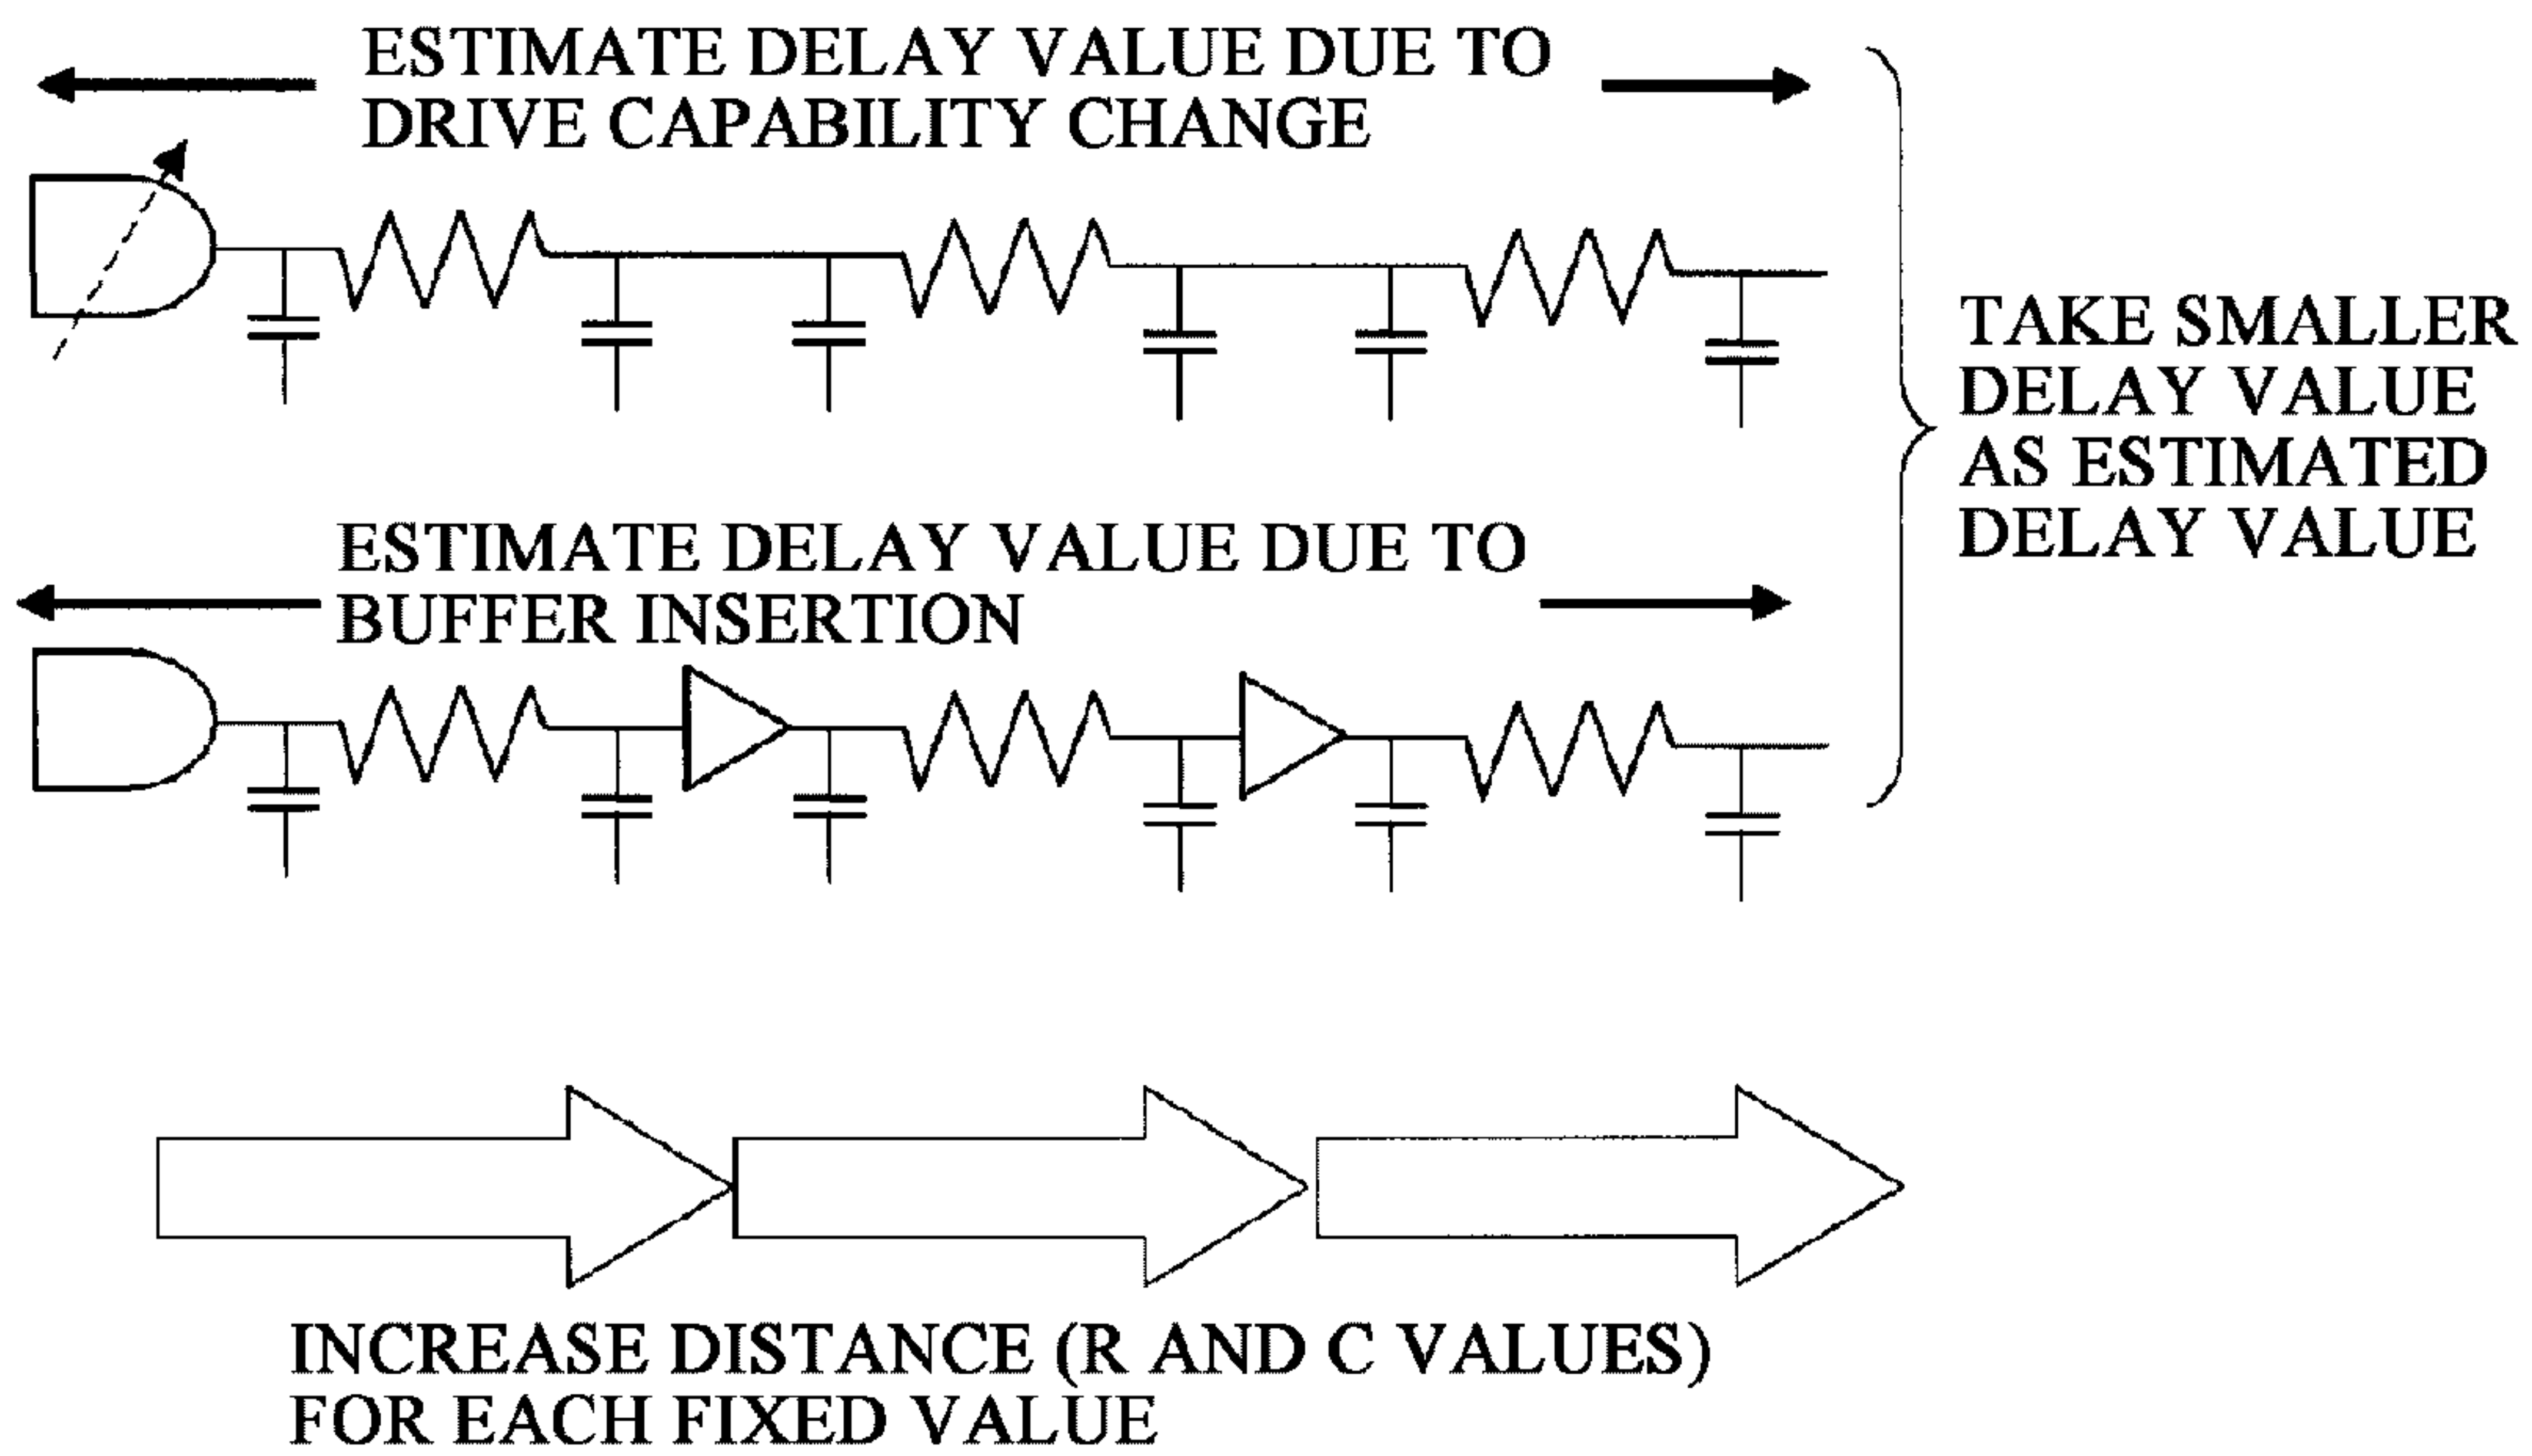 ESTIMATE DELAY VALUE DUE TO
DRIVE CAPABILITY CHANGE
TAKE SMALLER
DELAY VALUE
AS ESTIMATED
DELAY VALUE
ESTIMATE DELAY VALUE DUE TO
BUFFER INSERTION
INCREASE DISTANCE (R AND C VALUES)
FOR EACH FIXED VALUE